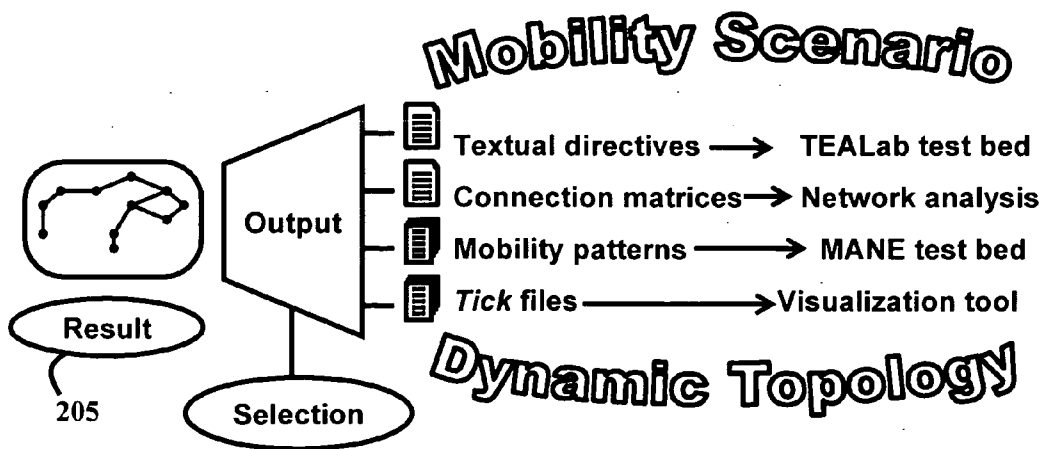 Mobility Scenario
Textual directives TEALab test bed
Connection matrices Network analysis
Output
Mobility patterns MANE test bed
Tick files Visualization tool
Result
Dynamic Topology
205
Selection